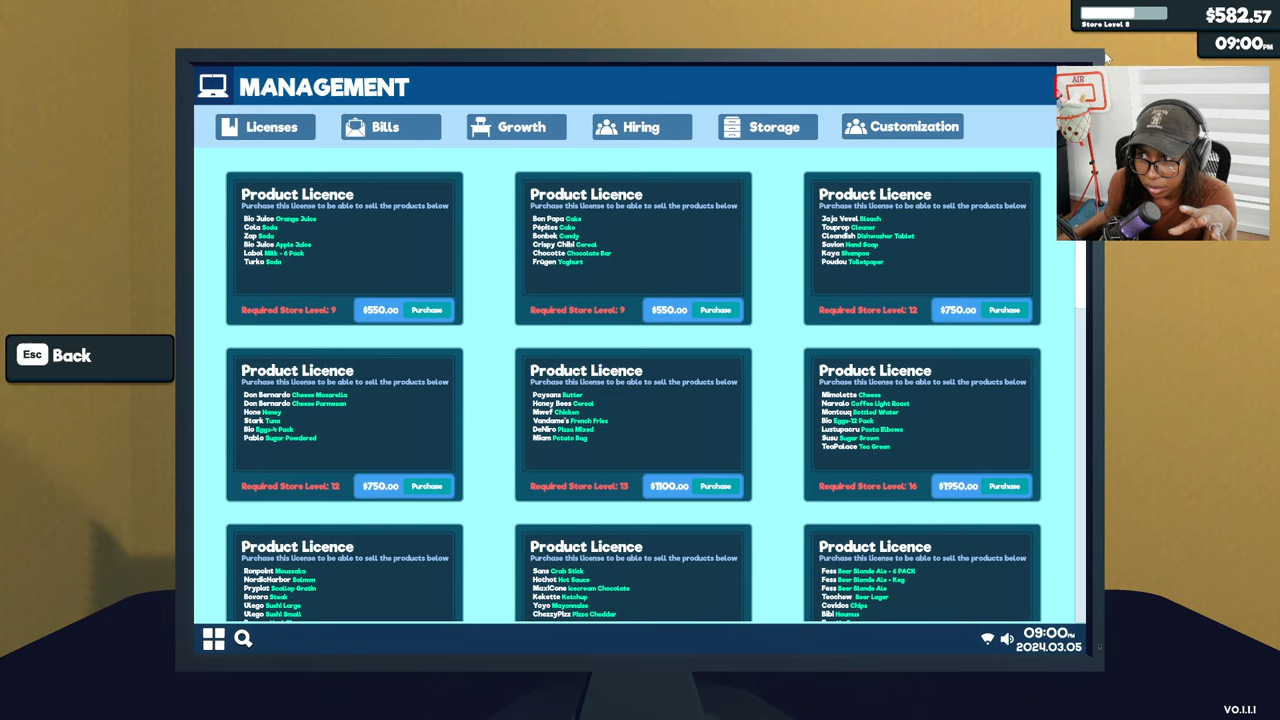 $582.57
Store Level 8
09:00PM
AIR
MANAGEMENT
Licenses
Bills
Growth
Hiring
Storage
Customization
Product Licence
Purchase this license to be able to sell the products below
Bio Juice Orange Juice
Cola Soda
Zap Soda
Bio Juice Apple Juice
Label Milk - 6 Pack
Turko Soda
Required Store Level: 9
$550.00
Purchase
Product Licence
Purchase this license to be able to sell the products below
Bon Papa Cake
Pépites Cake
Bonbek Candy
Crispy Chibi Cereal
Chocotte Chocolate Bar
Frügen Yoghurt
Required Store Level: 9
$550.00
Purchase
Product Licence
Purchase this license to be able to sell the products below
Jaja Vevel Bleach
Touprop Cleaner
Cleandish Dishwasher Tablet
Savion Hand Soap
Kaya Shampoo
Poudou Toiletpaper
Required Store Level: 12
$750.00
Purchase
Esc Back
Product Licence
Purchase this license to be able to sell the products below
Don Bernardo Cheese Mozarella
Don Bernardo Cheese Parmesan
Hone Honey
Stark Tuna
Bio Eggs-4 Pack
Pablo Sugar Powdered
Required Store Level: 12
$750.00
Purchase
Product Licence
Purchase this license to be able to sell the products below
Paysans Butter
Honey Bees Cereal
Mwef Chicken
Vandame's French Fries
DeNiro Pizza Mixed
Miam Potato Bag
Required Store Level: 13
$1100.00
Purchase
Product Licence
Purchase this license to be able to sell the products below
Mimolette Cheese
Narvalo Coffee Light Roast
Montcuq Bottled Water
Bio Eggs-12 Pack
Lustupacru Pasta Elbows
Susu Sugar Brown
TeaPalace Tea Green
Required Store Level: 16
$1950.00
Purchase
Product Licence
Purchase this license to be able to sell the products below
Ronpoint Moussaka
NordicHarbor Salmon
Prypiat Scallop Gratin
Bovora Steak
Ulego Sushi Large
Ulego Sushi Small
Product Licence
Purchase this license to be able to sell the products below
Sans Crab Stick
Hothot Hot Sauce
MaxiCone Icecream Chocolate
Kekette Ketchup
Yoyo Mayonnaise
ChezzyPizz Pizza Cheddar
Product Licence
Purchase this license to be able to sell the products below
Fess Beer Blonde Ale - 6 PACK
Fess Beer Blonde Ale - Keg
Fess Beer Blonde Ale
Teochew Beer Lager
Covidos Chips
Bibi Houmus
09:00PM
2024.03.05
V0.1.1.1